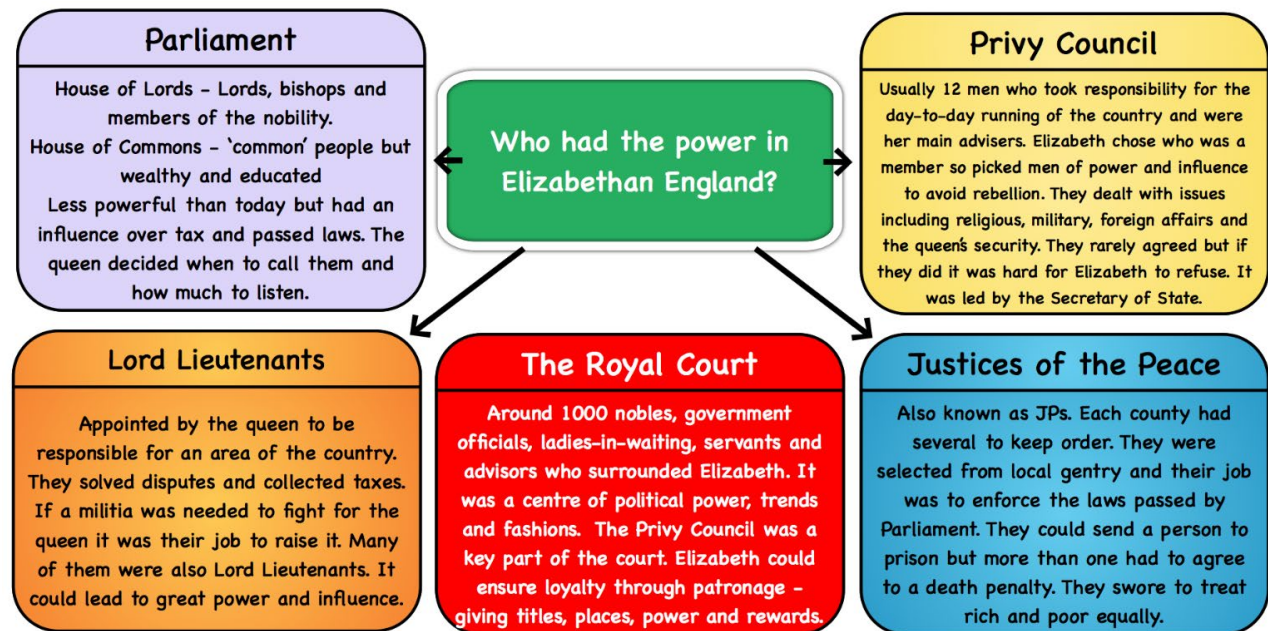 Parliament
House of Lords - Lords, bishops and
members of the nobility.
House of Commons - ‘common’ people but
wealthy and educated
Less powerful than today but had an
influence over tax and passed laws. The
queen decided when to call them and
how much to listen.
Who had the power in
Elizabethan England?
Privy Council
Usually 12 men who took responsibility for the
day-to-day running of the country and were
her main advisers. Elizabeth chose who was a
member so picked men of power and influence
to avoid rebellion. They dealt with issues
including religious, military, foreign affairs and
the queen's security. They rarely agreed but if
they did it was hard for Elizabeth to refuse. It
was led by the Secretary of State.
Lord Lieutenants
Appointed by the queen to be
responsible for an area of the country.
They solved disputes and collected taxes.
If a militia was needed to fight for the
queen it was their job to raise it. Many
of them were also Lord Lieutenants. It
could lead to great power and influence.
The Royal Court
Around 1000 nobles, government
officials, ladies-in-waiting, servants and
advisors who surrounded Elizabeth. It
was a centre of political power, trends
and fashions. The Privy Council was a
key part of the court. Elizabeth could
ensure loyalty through patronage -
giving titles, places, power and rewards.
Justices of the Peace
Also known as JPs. Each county had
several to keep order. They were
selected from local gentry and their job
was to enforce the laws passed by
Parliament. They could send a person to
prison but more than one had to agree
to a death penalty. They swore to treat
rich and poor equally.